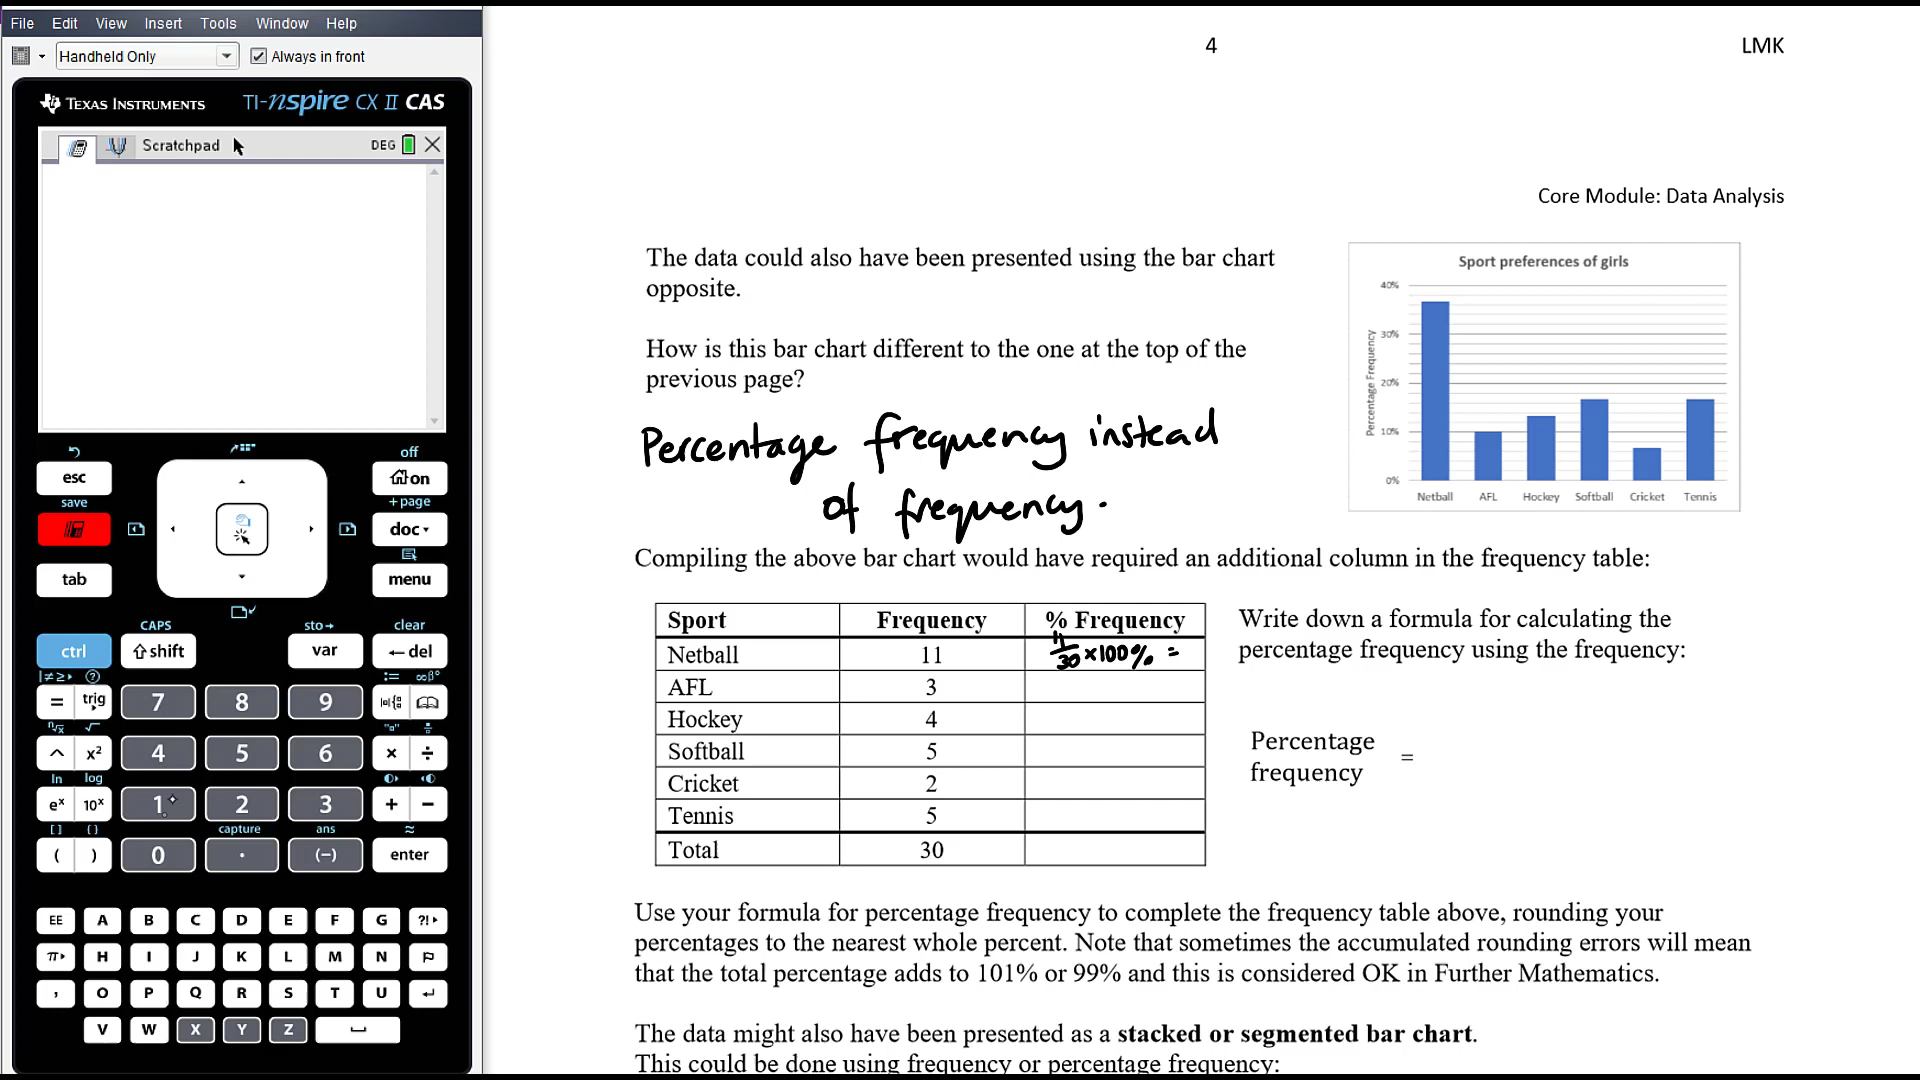 File Edit View Insert Tools Window Help
Handheld Only Always in front
TEXAS INSTRUMENTS TI-nspire CX II CAS
Scratchpad DEG
off
esc on
save + page
doc
tab menu
CAPS sto→ clear
ctrl ⇧shift var ←del
|≠≥▸ ? := ∞β°
= trig 7 8 9
ⁿ√x √ "□"
^ x² 4 5 6 × ÷
ln log
eˣ 10ˣ 1 2 3 + −
[ ] { } capture ans ≈
( ) 0 . (−) enter
EE A B C D E F G ?!▸
π▸ H I J K L M N
, O P Q R S T U ↵
V W X Y Z
4 LMK
Core Module: Data Analysis
The data could also have been presented using the bar chart
opposite.
How is this bar chart different to the one at the top of the
previous page?
Percentage frequency instead
of frequency.
Sport preferences of girls
Percentage Frequency
40%
30%
20%
10%
0%
Netball AFL Hockey Softball Cricket Tennis
Compiling the above bar chart would have required an additional column in the frequency table:
Sport Frequency % Frequency
Netball 11 11/30 × 100% =
AFL 3
Hockey 4
Softball 5
Cricket 2
Tennis 5
Total 30
Write down a formula for calculating the
percentage frequency using the frequency:
Percentage
frequency =
Use your formula for percentage frequency to complete the frequency table above, rounding your
percentages to the nearest whole percent. Note that sometimes the accumulated rounding errors will mean
that the total percentage adds to 101% or 99% and this is considered OK in Further Mathematics.
The data might also have been presented as a stacked or segmented bar chart.
This could be done using frequency or percentage frequency: